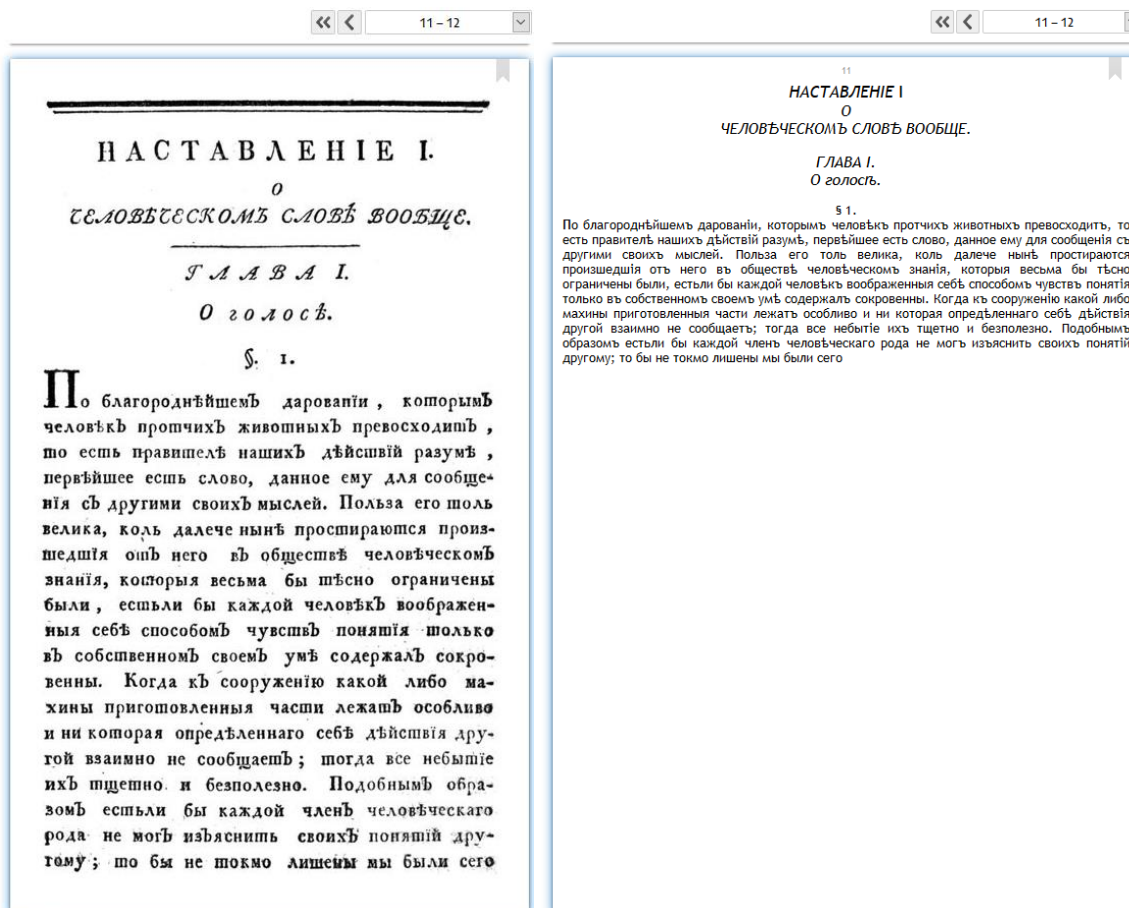 11 – 12
НАСТАВЛЕНІЕ I.
О
ЧЕЛОВѢЧЕСКОМЪ СЛОВѢ ВООБЩЕ.
ГЛАВА I.
О голосѣ.
§. 1.
По благороднѣйшемъ дарованїи , которымЪ
человѣкЪ протчихЪ животныхЪ превосходитЪ ,
то есть правителѣ нашихЪ дѣйствїй разумѣ ,
первѣйшее есть слово, данное ему для сообще-
нїя сЪ другими своихЪ мыслей. Польза его толь
велика, коль далече нынѣ простираются произ-
шедшїя отЪ него вЪ обществѣ человѣческомЪ
знанїя, которыя весьма бы тѣсно ограничены
были , естьли бы каждой человѣкЪ воображен-
ныя себѣ способомЪ чувствЪ понятїя только
вЪ собственномЪ своемЪ умѣ содержалЪ сокро-
венны. Когда кЪ сооруженїю какой либо ма-
хины приготовленныя части лежатЪ особливо
и ни которая опредѣленнаго себѣ дѣйствїя дру-
гой взаимно не сообщаетЪ ; тогда все небытїе
ихЪ тщетно и безполезно. ПодобнымЪ обра-
зомЪ естьли бы каждой членЪ человѣческаго
рода не могЪ изЪяснить своихЪ понятїй дру-
гому ; то бы не токмо лишены мы были сего
11 – 12
11
НАСТАВЛЕНІЕ I
О
ЧЕЛОВѢЧЕСКОМЪ СЛОВѢ ВООБЩЕ.
ГЛАВА I.
О голосѣ.
§ 1.
По благороднѣйшемъ дарованіи, которымъ человѣкъ протчихъ животныхъ превосходитъ, то
есть правителѣ нашихъ дѣйствій разумѣ, первѣйшее есть слово, данное ему для сообщенія съ
другими своихъ мыслей. Польза его толь велика, коль далече нынѣ простираются
произшедшія отъ него въ обществѣ человѣческомъ знанія, которыя весьма бы тѣсно
ограничены были, естьли бы каждой человѣкъ воображенныя себѣ способомъ чувствъ понятія
только въ собственномъ своемъ умѣ содержалъ сокровенны. Когда къ сооруженію какой либо
махины приготовленныя части лежатъ особливо и ни которая опредѣленнаго себѣ дѣйствія
другой взаимно не сообщаетъ; тогда все небытіе ихъ тщетно и безполезно. Подобнымъ
образомъ естьли бы каждой членъ человѣческаго рода не могъ изъяснить своихъ понятій
другому; то бы не токмо лишены мы были сего